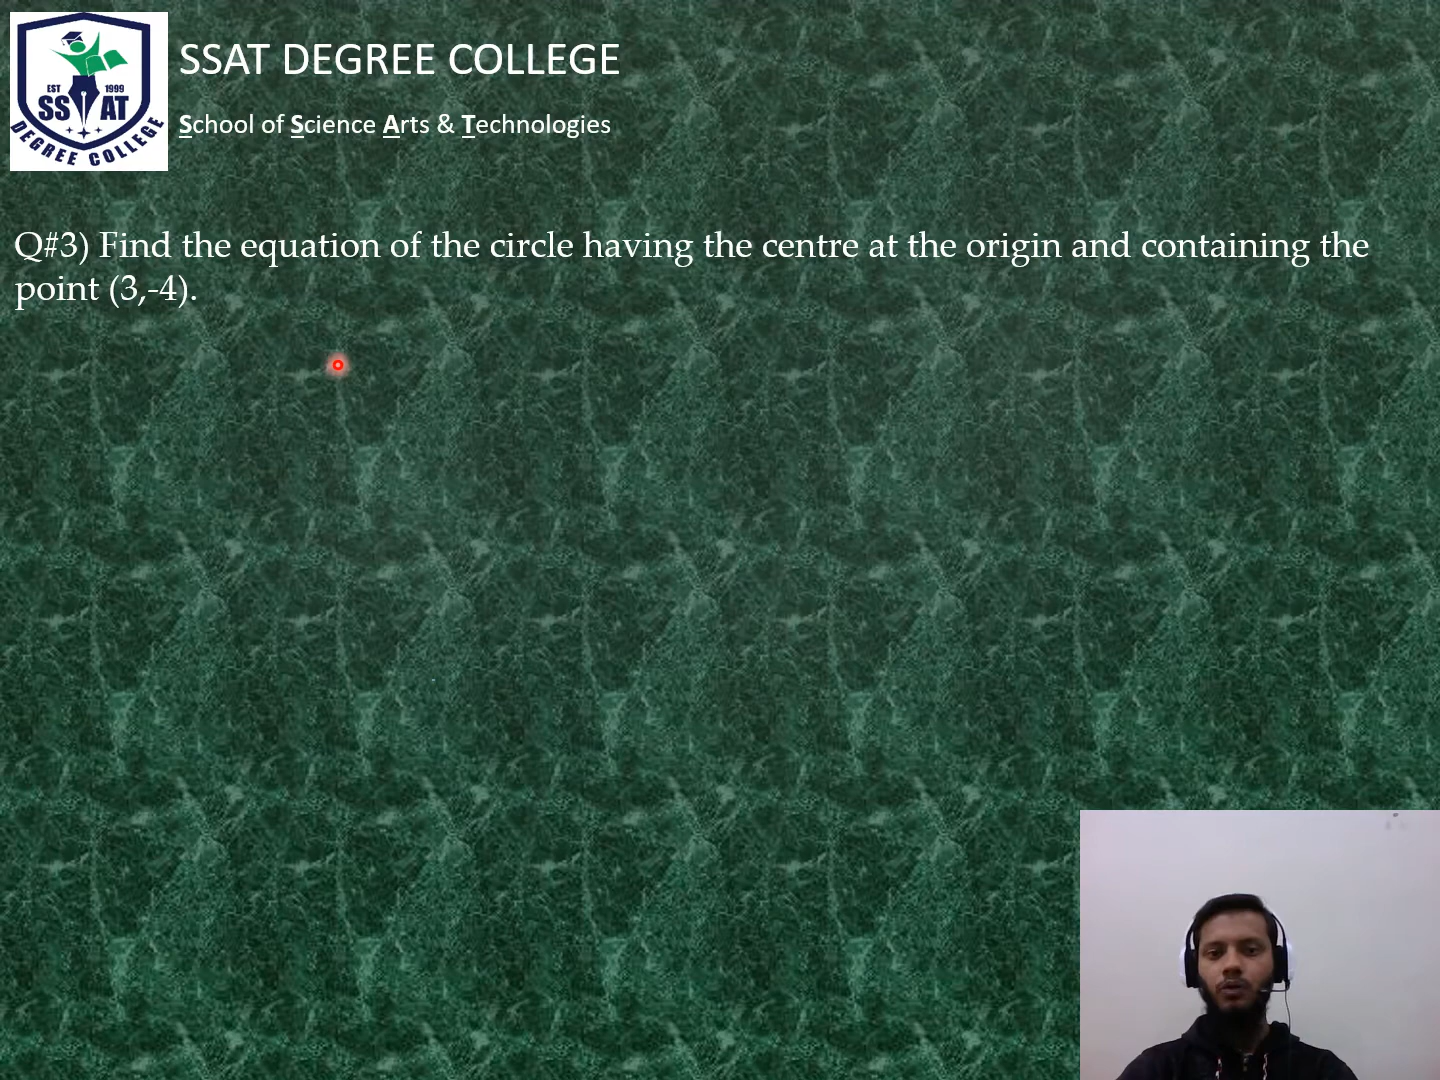 EST 1999
SSAT
DEGREE COLLEGE
SSAT DEGREE COLLEGE
School of Science Arts & Technologies
Q#3) Find the equation of the circle having the centre at the origin and containing the
point (3,-4).